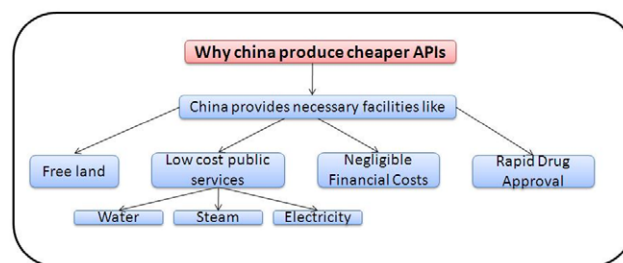 Why china produce cheaper APIs
China provides necessary facilities like
Free land
Low cost public
services
Negligible
Financial Costs
Rapid Drug
Approval
Water
Steam
Electricity